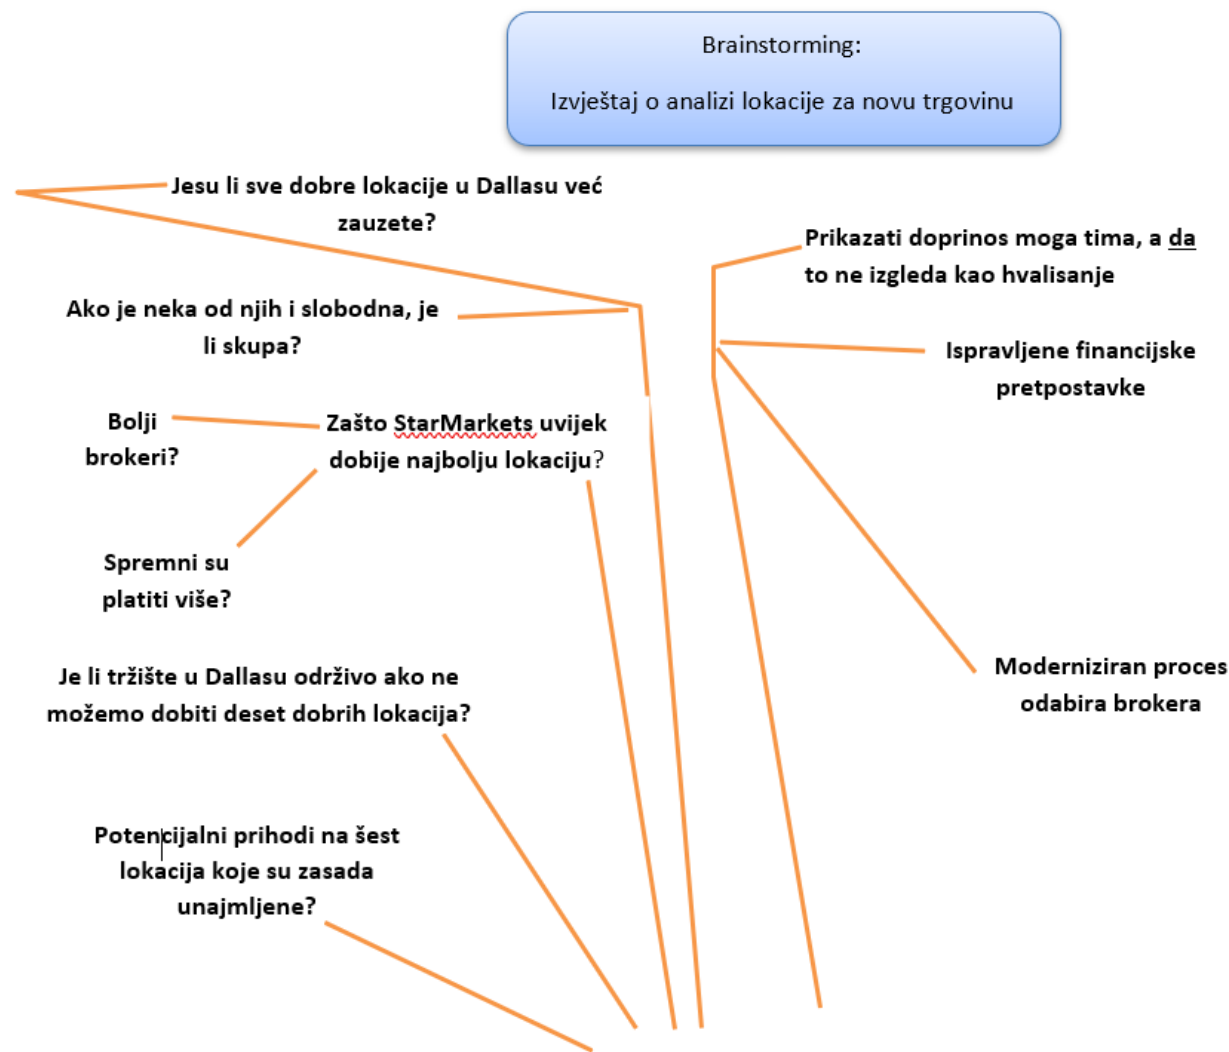 Brainstorming:
Izvještaj o analizi lokacije za novu trgovinu
Jesu li sve dobre lokacije u Dallasu već
zauzete?
Prikazati doprinos moga tima, a da
to ne izgleda kao hvalisanje
Ako je neka od njih i slobodna, je
li skupa?
Ispravljene financijske
pretpostavke
Bolji
brokeri?
Zašto StarMarkets uvijek
dobije najbolju lokaciju?
Spremni su
platiti više?
Je li tržište u Dallasu održivo ako ne
možemo dobiti deset dobrih lokacija?
Moderniziran proces
odabira brokera
Potencijalni prihodi na šest
lokacija koje su zasada
unajmljene?